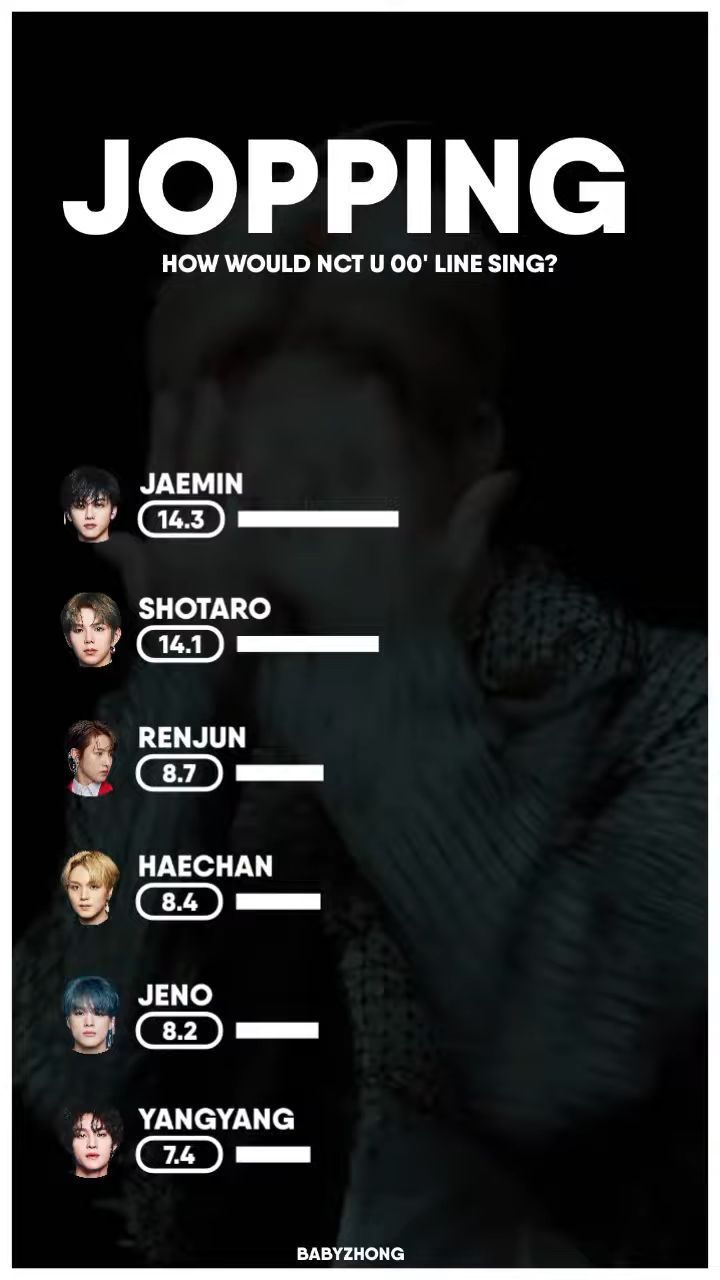 JOPPING
HOW WOULD NCT U 00' LINE SING?
JAEMIN
14.3
SHOTARO
14.1
RENJUN
8.7
HAECHAN
8.4
JENO
8.2
YANGYANG
7.4
BABYZHONG